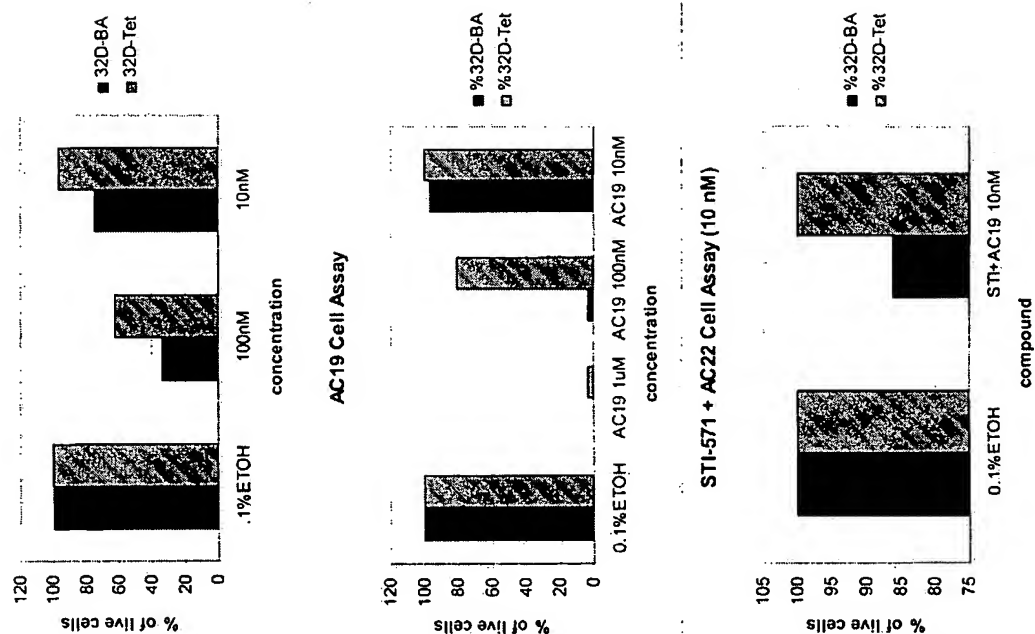 120
100
80
60
40
20
0
% of live cells
.1%ETOH
100nM
10nM
concentration
32D-BA
32D-Tet
AC19 Cell Assay
120
100
80
60
40
20
0
% of live cells
0.1%ETOH
AC19 1uM
AC19 100nM
AC19 10nM
concentration
%32D-BA
%32D-Tet
STI-571 + AC22 Cell Assay (10 nM)
105
100
95
90
85
80
75
% of live cells
0.1%ETOH
STI+AC19 10nM
compound
%32D-BA
%32D-Tet